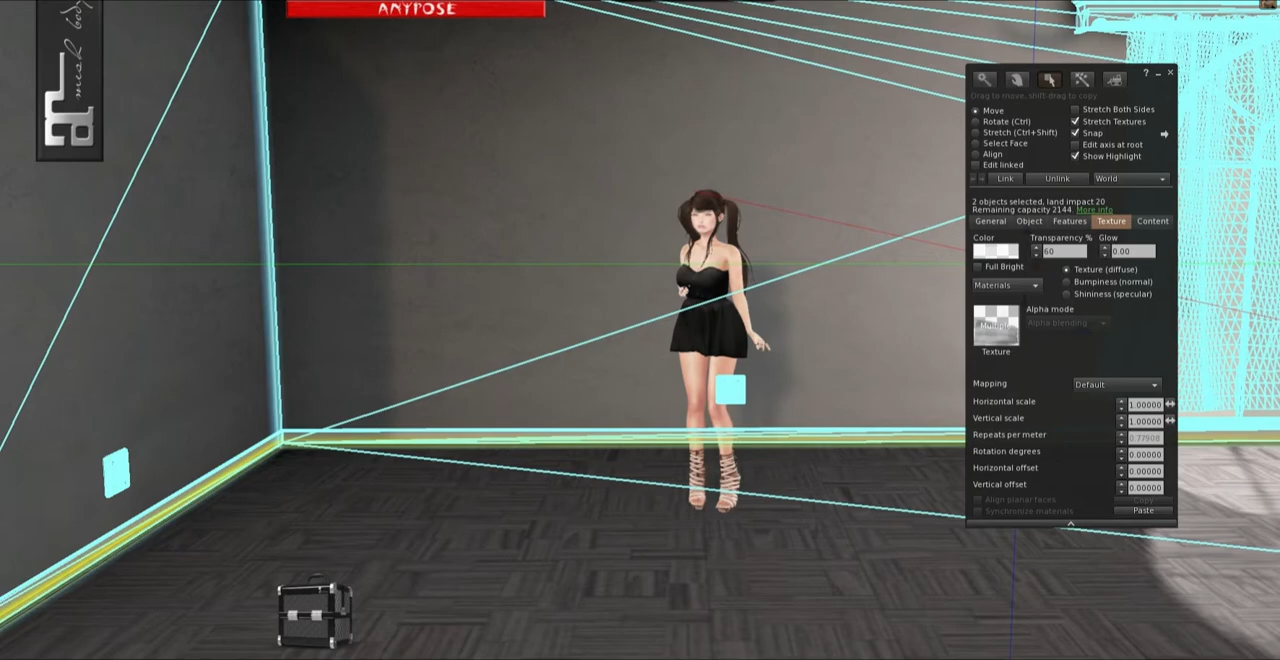 ANYPOSE
mesh body
? _ ×
Drag to move, shift-drag to copy
Move
Rotate (Ctrl)
Stretch (Ctrl+Shift)
Select Face
Align
Edit linked
Stretch Both Sides
Stretch Textures
Snap
Edit axis at root
Show Highlight
Link Unlink World
2 objects selected, land impact 20
Remaining capacity 2144. More info
General Object Features Texture Content
Color Transparency % Glow
60 0.00
Full Bright
Materials
Texture (diffuse)
Bumpiness (normal)
Shininess (specular)
Multiple
Texture
Alpha mode
Alpha blending
Mapping Default
Horizontal scale 1.00000
Vertical scale 1.00000
Repeats per meter 0.77908
Rotation degrees 0.00000
Horizontal offset 0.00000
Vertical offset 0.00000
Align planar faces Copy
Synchronize materials Paste